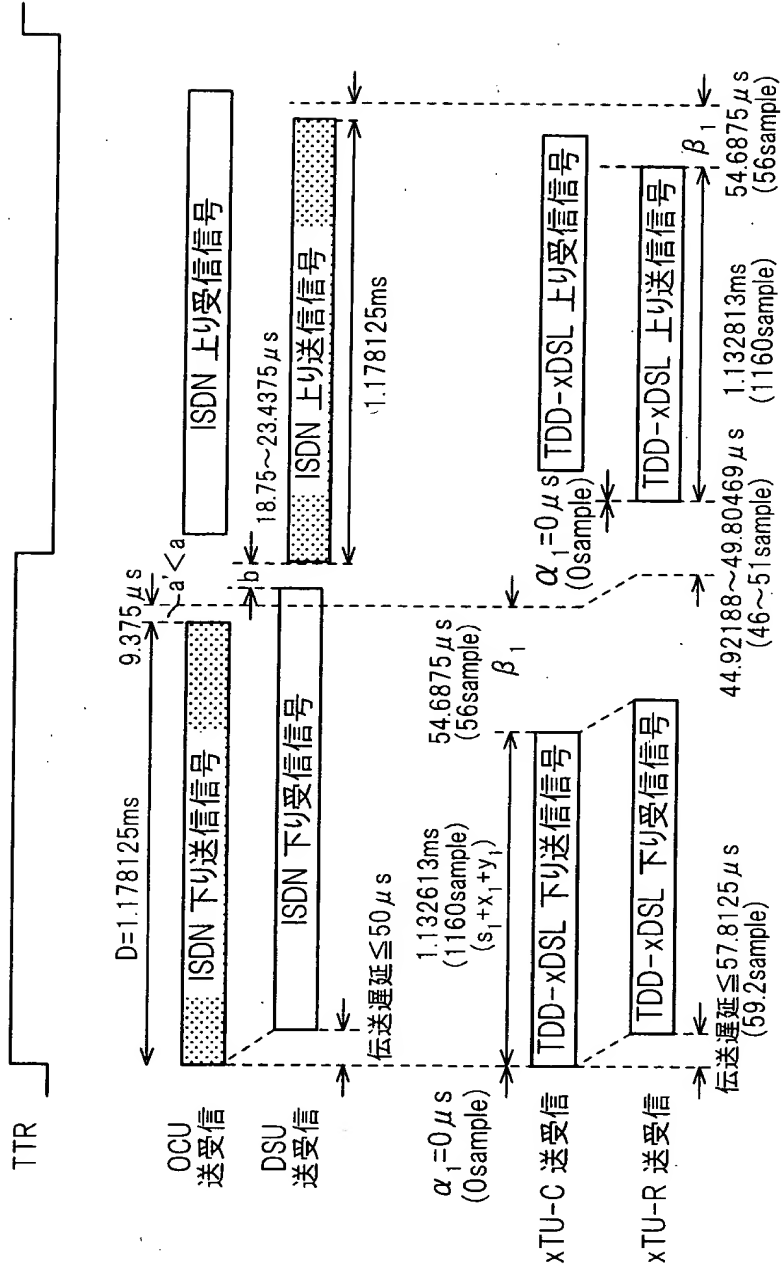 TTR
OCU
送受信
DSU
送受信
xTU-C 送受信
xTU-R 送受信
D=1.178125ms
9.375μs
a'<a
ISDN 下り送信信号
ISDN 上り受信信号
b
18.75～23.4375μs
ISDN 下り受信信号
ISDN 上り送信信号
伝送遅延≦50μs
1.178125ms
α1=0μs
(0sample)
1.132613ms
(1160sample)
(s1+x1+y1)
54.6875μs
(56sample)
β1
α1=0μs
(0sample)
TDD-xDSL 下り送信信号
TDD-xDSL 上り受信信号
TDD-xDSL 下り受信信号
TDD-xDSL 上り送信信号
伝送遅延≦57.8125μs
(59.2sample)
44.92188～49.80469μs
(46～51sample)
1.132813ms
(1160sample)
β1
54.6875μs
(56sample)